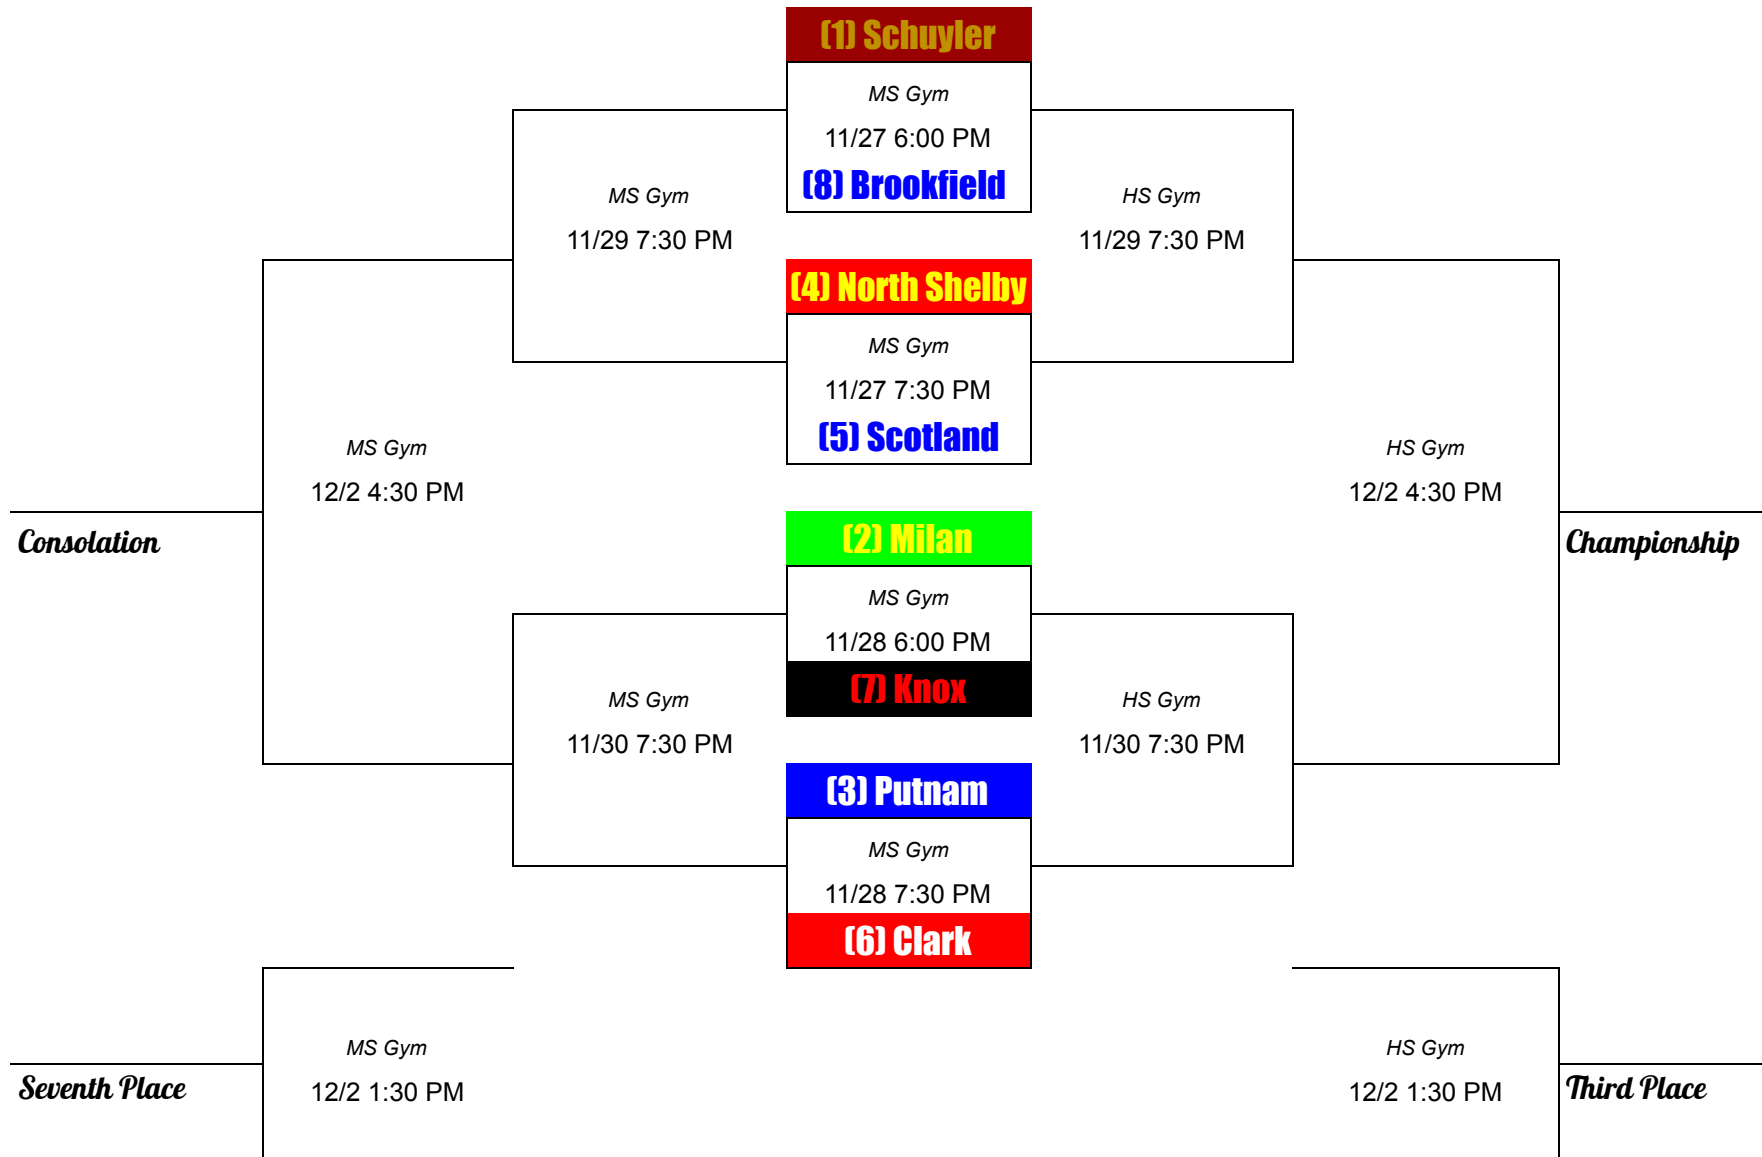 (1) Schuyler
MS Gym
11/27 6:00 PM
(8) Brookfield
MS Gym
11/29 7:30 PM
HS Gym
11/29 7:30 PM
(4) North Shelby
MS Gym
11/27 7:30 PM
(5) Scotland
MS Gym
12/2 4:30 PM
HS Gym
12/2 4:30 PM
Consolation
(2) Milan
Championship
MS Gym
11/28 6:00 PM
(7) Knox
MS Gym
11/30 7:30 PM
HS Gym
11/30 7:30 PM
(3) Putnam
MS Gym
11/28 7:30 PM
(6) Clark
MS Gym
12/2 1:30 PM
HS Gym
12/2 1:30 PM
Seventh Place
Third Place